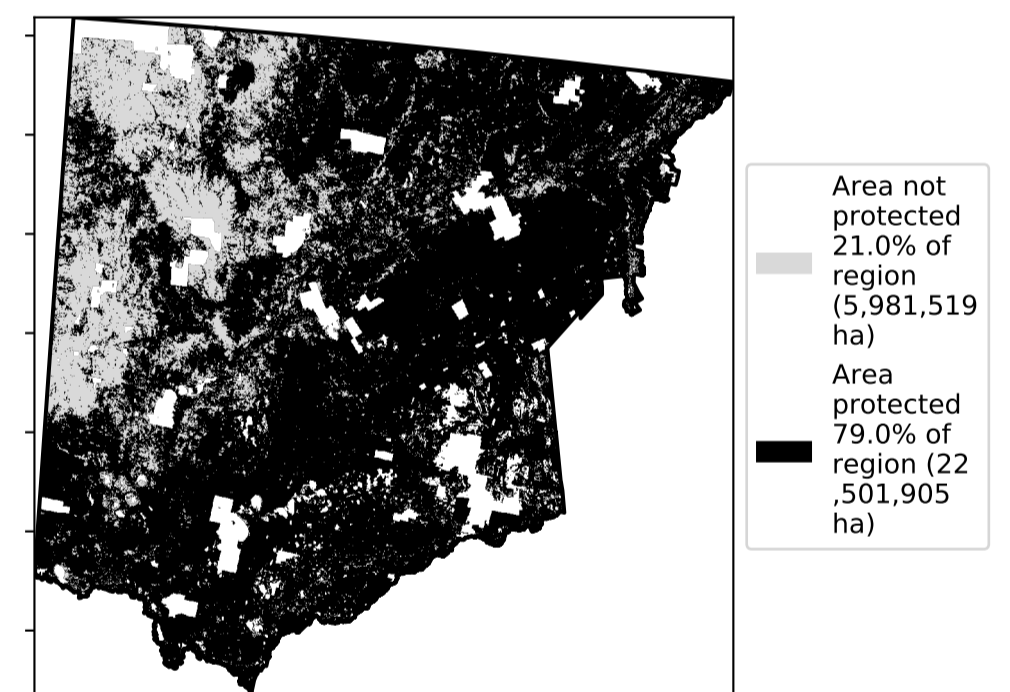 Area not
protected
21.0% of
region
(5,981,519
ha)
Area
protected
79.0% of
region (22
,501,905
ha)